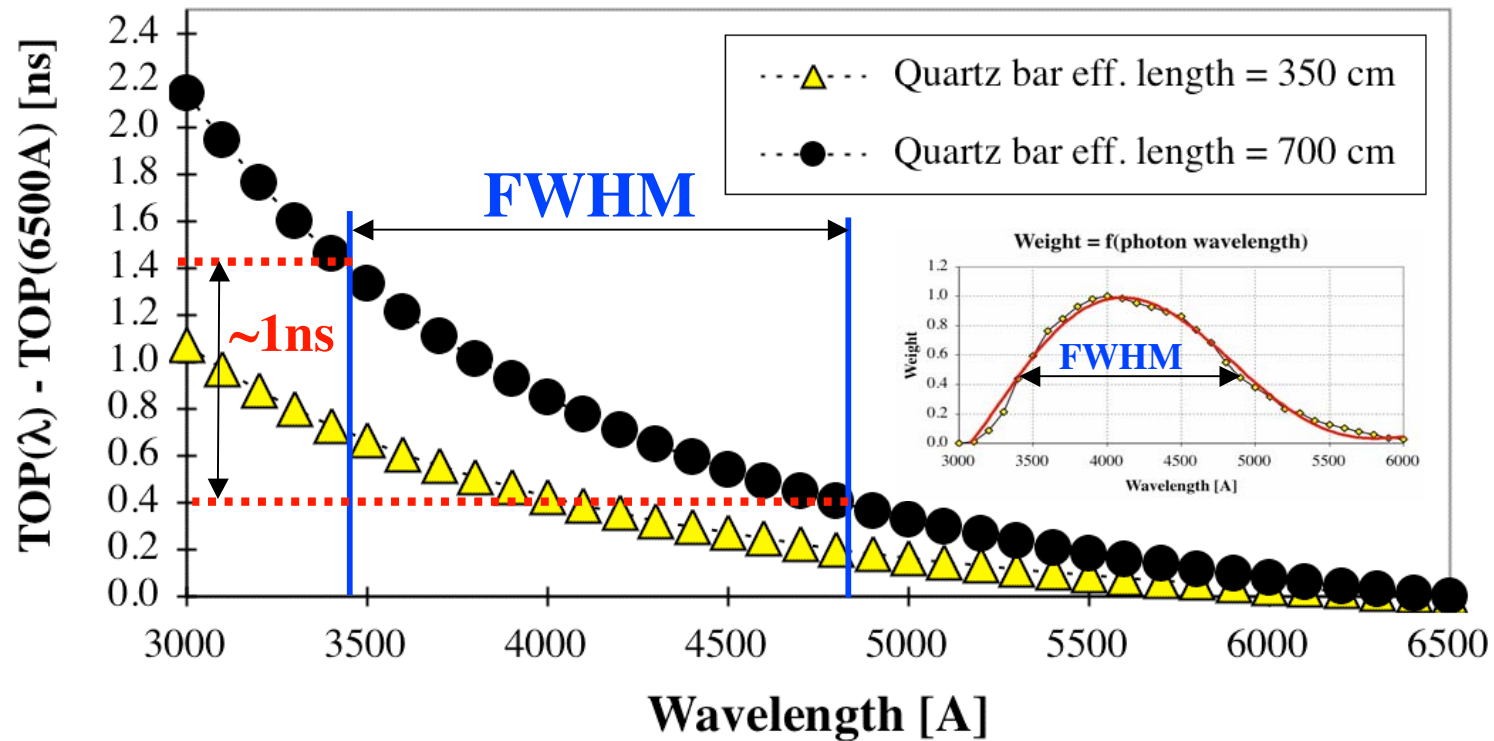 TOP(λ) - TOP(6500A) [ns]
2.4
2.2
2.0
1.8
1.6
1.4
1.2
1.0
0.8
0.6
0.4
0.2
0.0
Quartz bar eff. length = 350 cm
Quartz bar eff. length = 700 cm
FWHM
~1ns
Weight = f(photon wavelength)
Weight
1.2
1.0
0.8
0.6
0.4
0.2
0.0
FWHM
3000 3500 4000 4500 5000 5500 6000
Wavelength [A]
3000 3500 4000 4500 5000 5500 6000 6500
Wavelength [A]